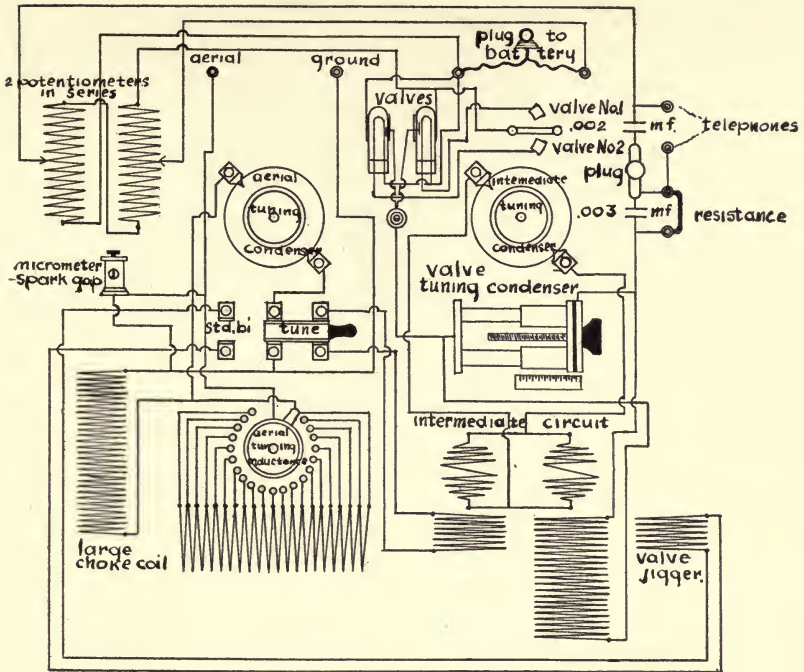 plug to
battery
aerial
ground
2 potentiometers
in series
valves
valve No1
.002 mf.
telephones
valve No2
plug
aerial
tuning
condenser
intemediate
tuning
condenser
.003 mf
resistance
micrometer
-spark gap
valve
tuning condenser
std.bi
tune
intermediate circuit
aerial
tunning
inductance
large
choke coil
valve
jigger.